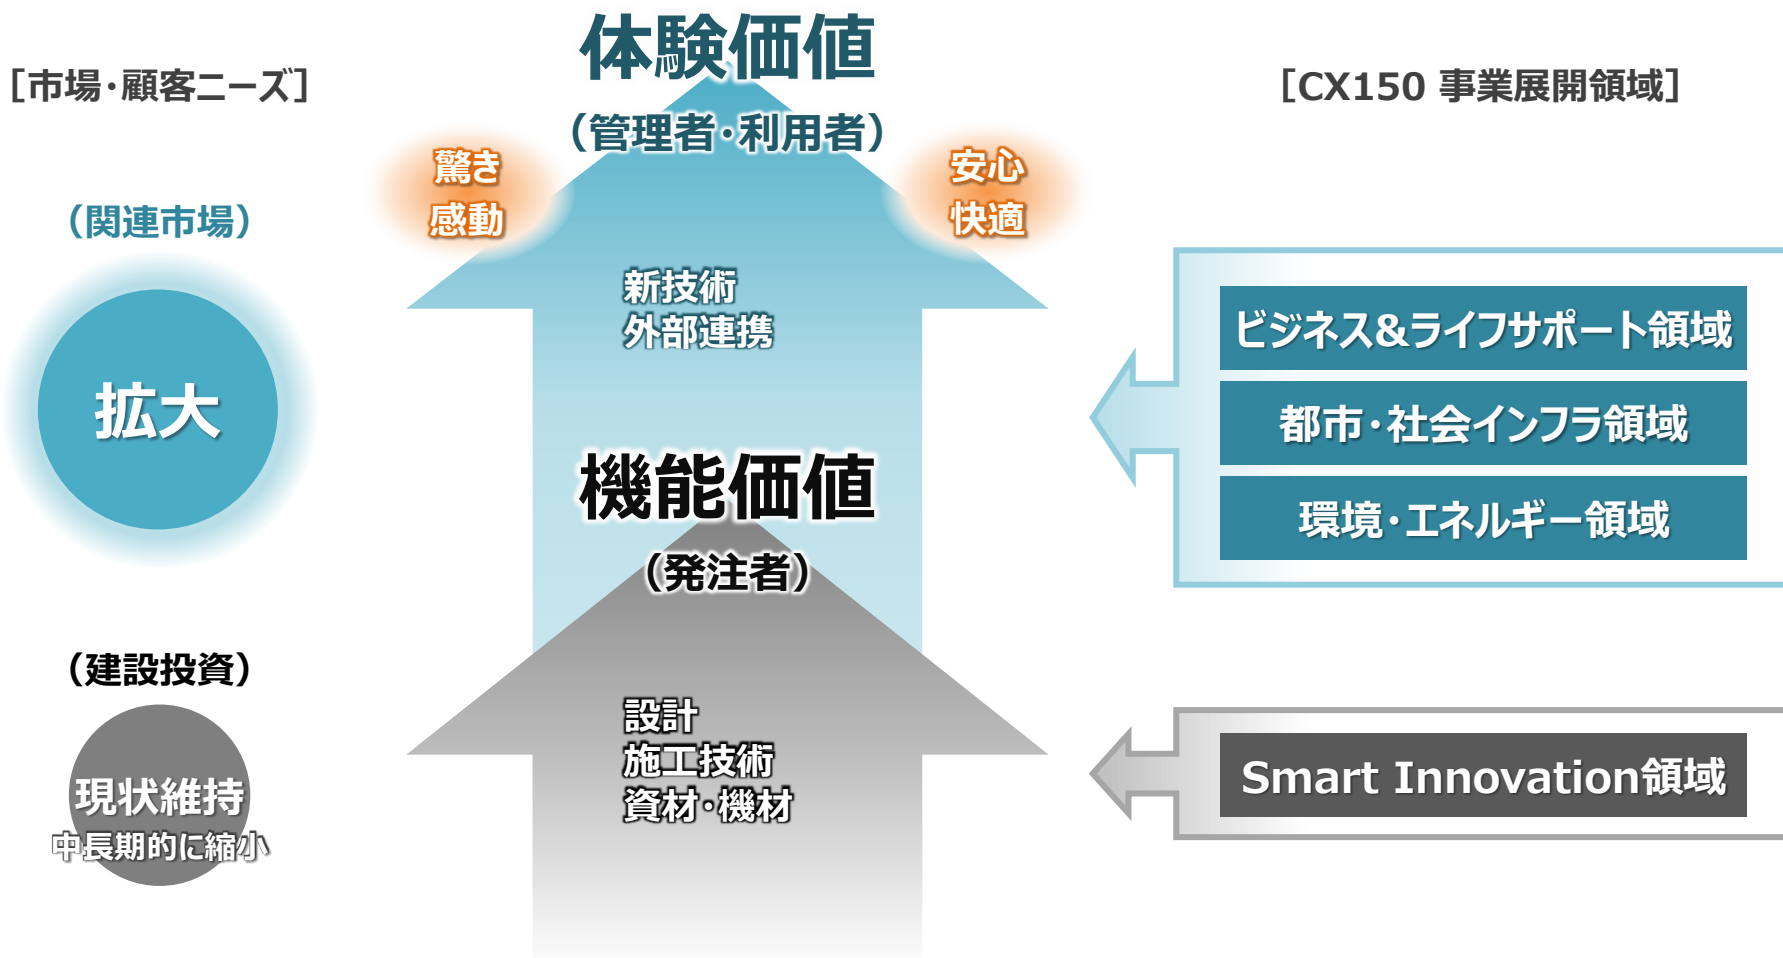 ［市場・顧客ニーズ］
（関連市場）
拡大
（建設投資）
現状維持
中長期的に縮小
体験価値
（管理者・利用者）
驚き
感動
安心
快適
新技術
外部連携
機能価値
（発注者）
設計
施工技術
資材・機材
［CX150 事業展開領域］
ビジネス&ライフサポート領域
都市・社会インフラ領域
環境・エネルギー領域
Smart Innovation領域